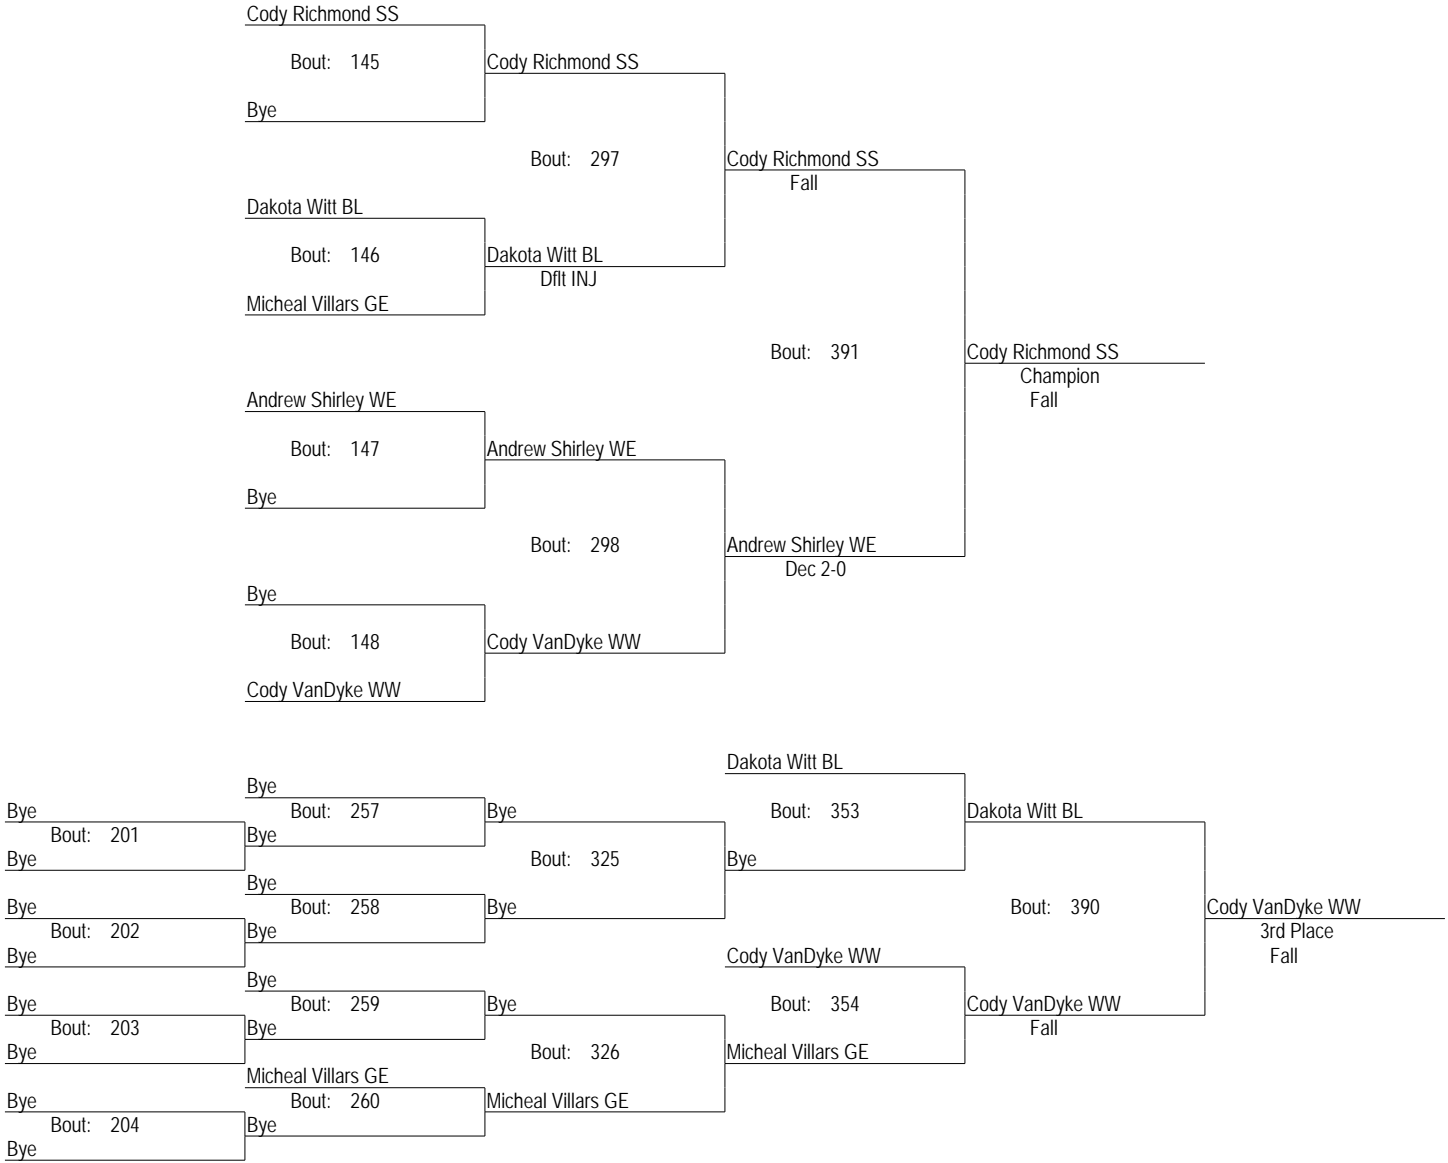 Cody Richmond SS
Bout: 145
Cody Richmond SS
Bye
Bout: 297
Cody Richmond SS
Fall
Dakota Witt BL
Bout: 146
Dakota Witt BL
Dflt INJ
Micheal Villars GE
Bout: 391
Cody Richmond SS
Champion
Fall
Andrew Shirley WE
Bout: 147
Andrew Shirley WE
Bye
Bout: 298
Andrew Shirley WE
Dec 2-0
Bye
Bout: 148
Cody VanDyke WW
Cody VanDyke WW
Dakota Witt BL
Bye
Bye
Bout: 257
Bye
Bout: 353
Dakota Witt BL
Bout: 201
Bye
Bye
Bout: 325
Bye
Bye
Bye
Bout: 258
Bye
Bout: 390
Cody VanDyke WW
Bout: 202
Bye
3rd Place
Bye
Cody VanDyke WW
Fall
Bye
Bye
Bout: 259
Bye
Bout: 354
Cody VanDyke WW
Bout: 203
Bye
Fall
Bye
Bout: 326
Micheal Villars GE
Micheal Villars GE
Bye
Bout: 260
Micheal Villars GE
Bout: 204
Bye
Bye